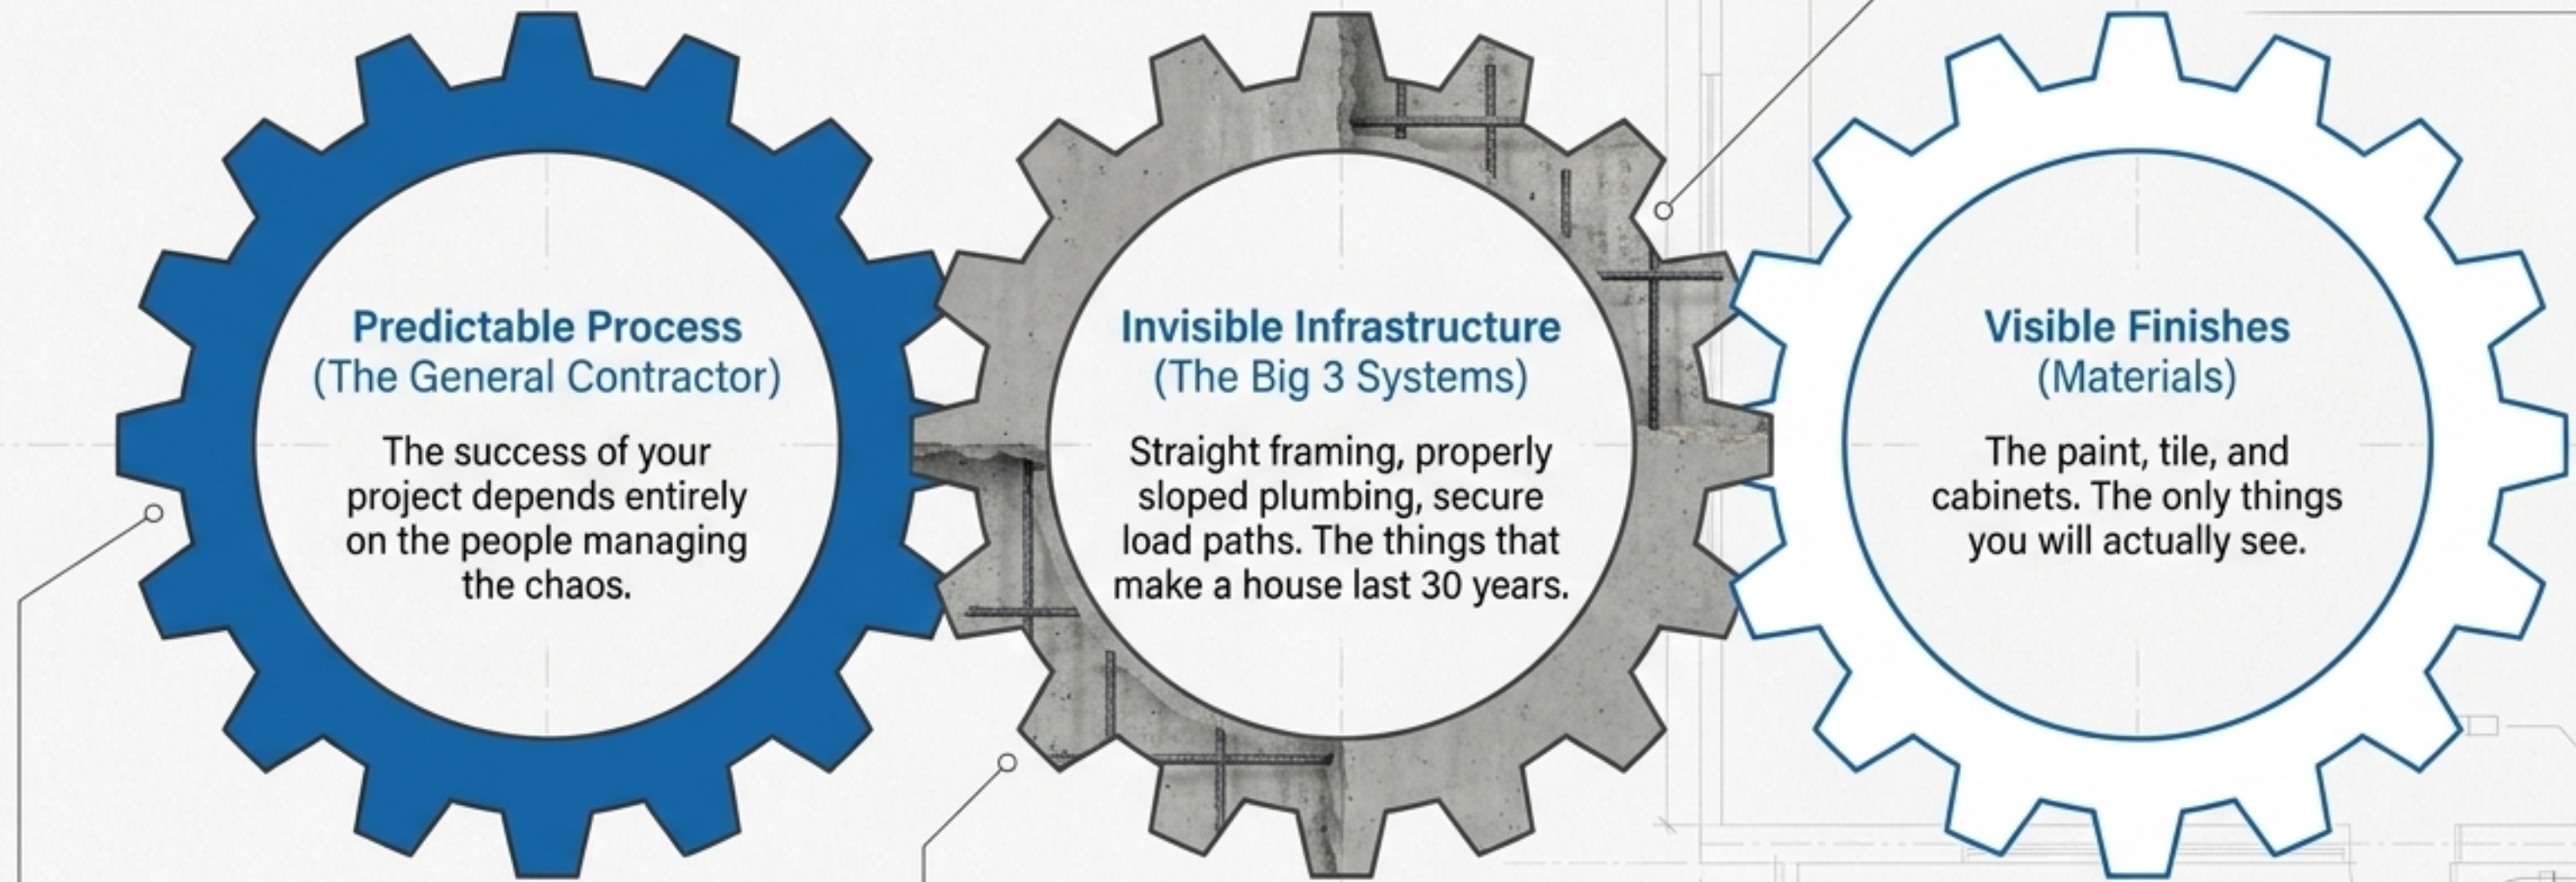 Predictable Process
(The General Contractor)
The success of your
project depends entirely
on the people managing
the chaos.
Invisible Infrastructure
(The Big 3 Systems)
Straight framing, properly
sloped plumbing, secure
load paths. The things that
make a house last 30 years.
Visible Finishes
(Materials)
The paint, tile, and
cabinets. The only things
you will actually see.